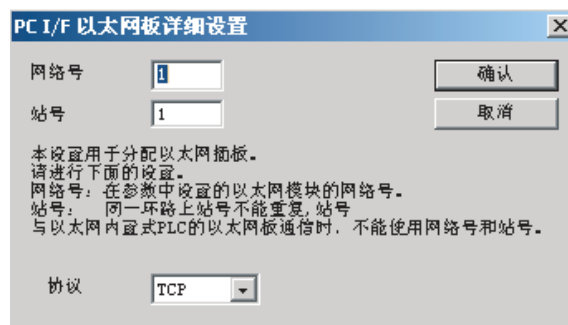 PC I/F 以太网板详细设置
网络号 1 确认
站号 1 取消
本设置用于分配以太网插板。
请进行下面的设置。
网络号：在参数中设置的以太网模块的网络号。
站号： 同一环路上站号不能重复,站号
与以太网内置式PLC的以太网板通信时，不能使用网络号和站号。
协议 TCP